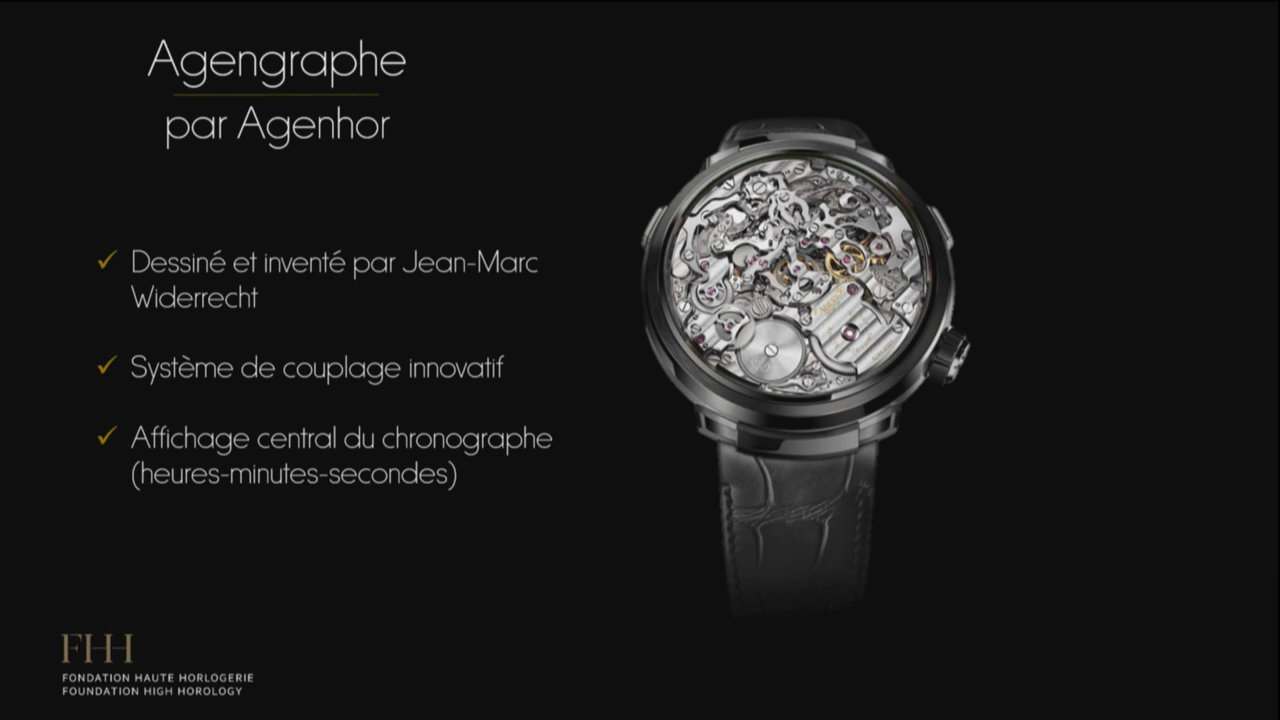 Agengraphe
par Agenhor
✓ Dessiné et inventé par Jean-Marc
Widerrecht
✓ Système de couplage innovatif
✓ Affichage central du chronographe
(heures-minutes-secondes)
FHH
FONDATION HAUTE HORLOGERIE
FOUNDATION HIGH HOROLOGY